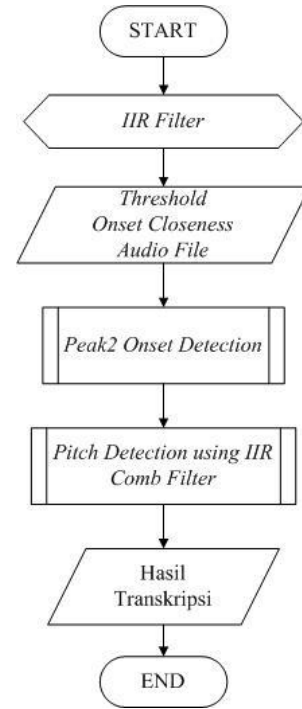 START
IIR Filter
Threshold
Onset Closeness
Audio File
Peak2 Onset Detection
Pitch Detection using IIR
Comb Filter
Hasil
Transkripsi
END